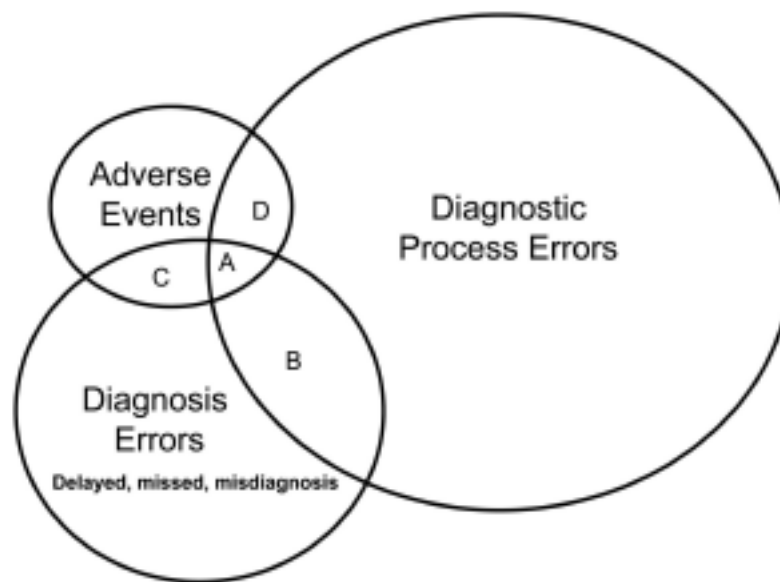 Adverse
Events
D
Diagnostic
Process Errors
A
C
B
Diagnosis
Errors
Delayed, missed, misdiagnosis